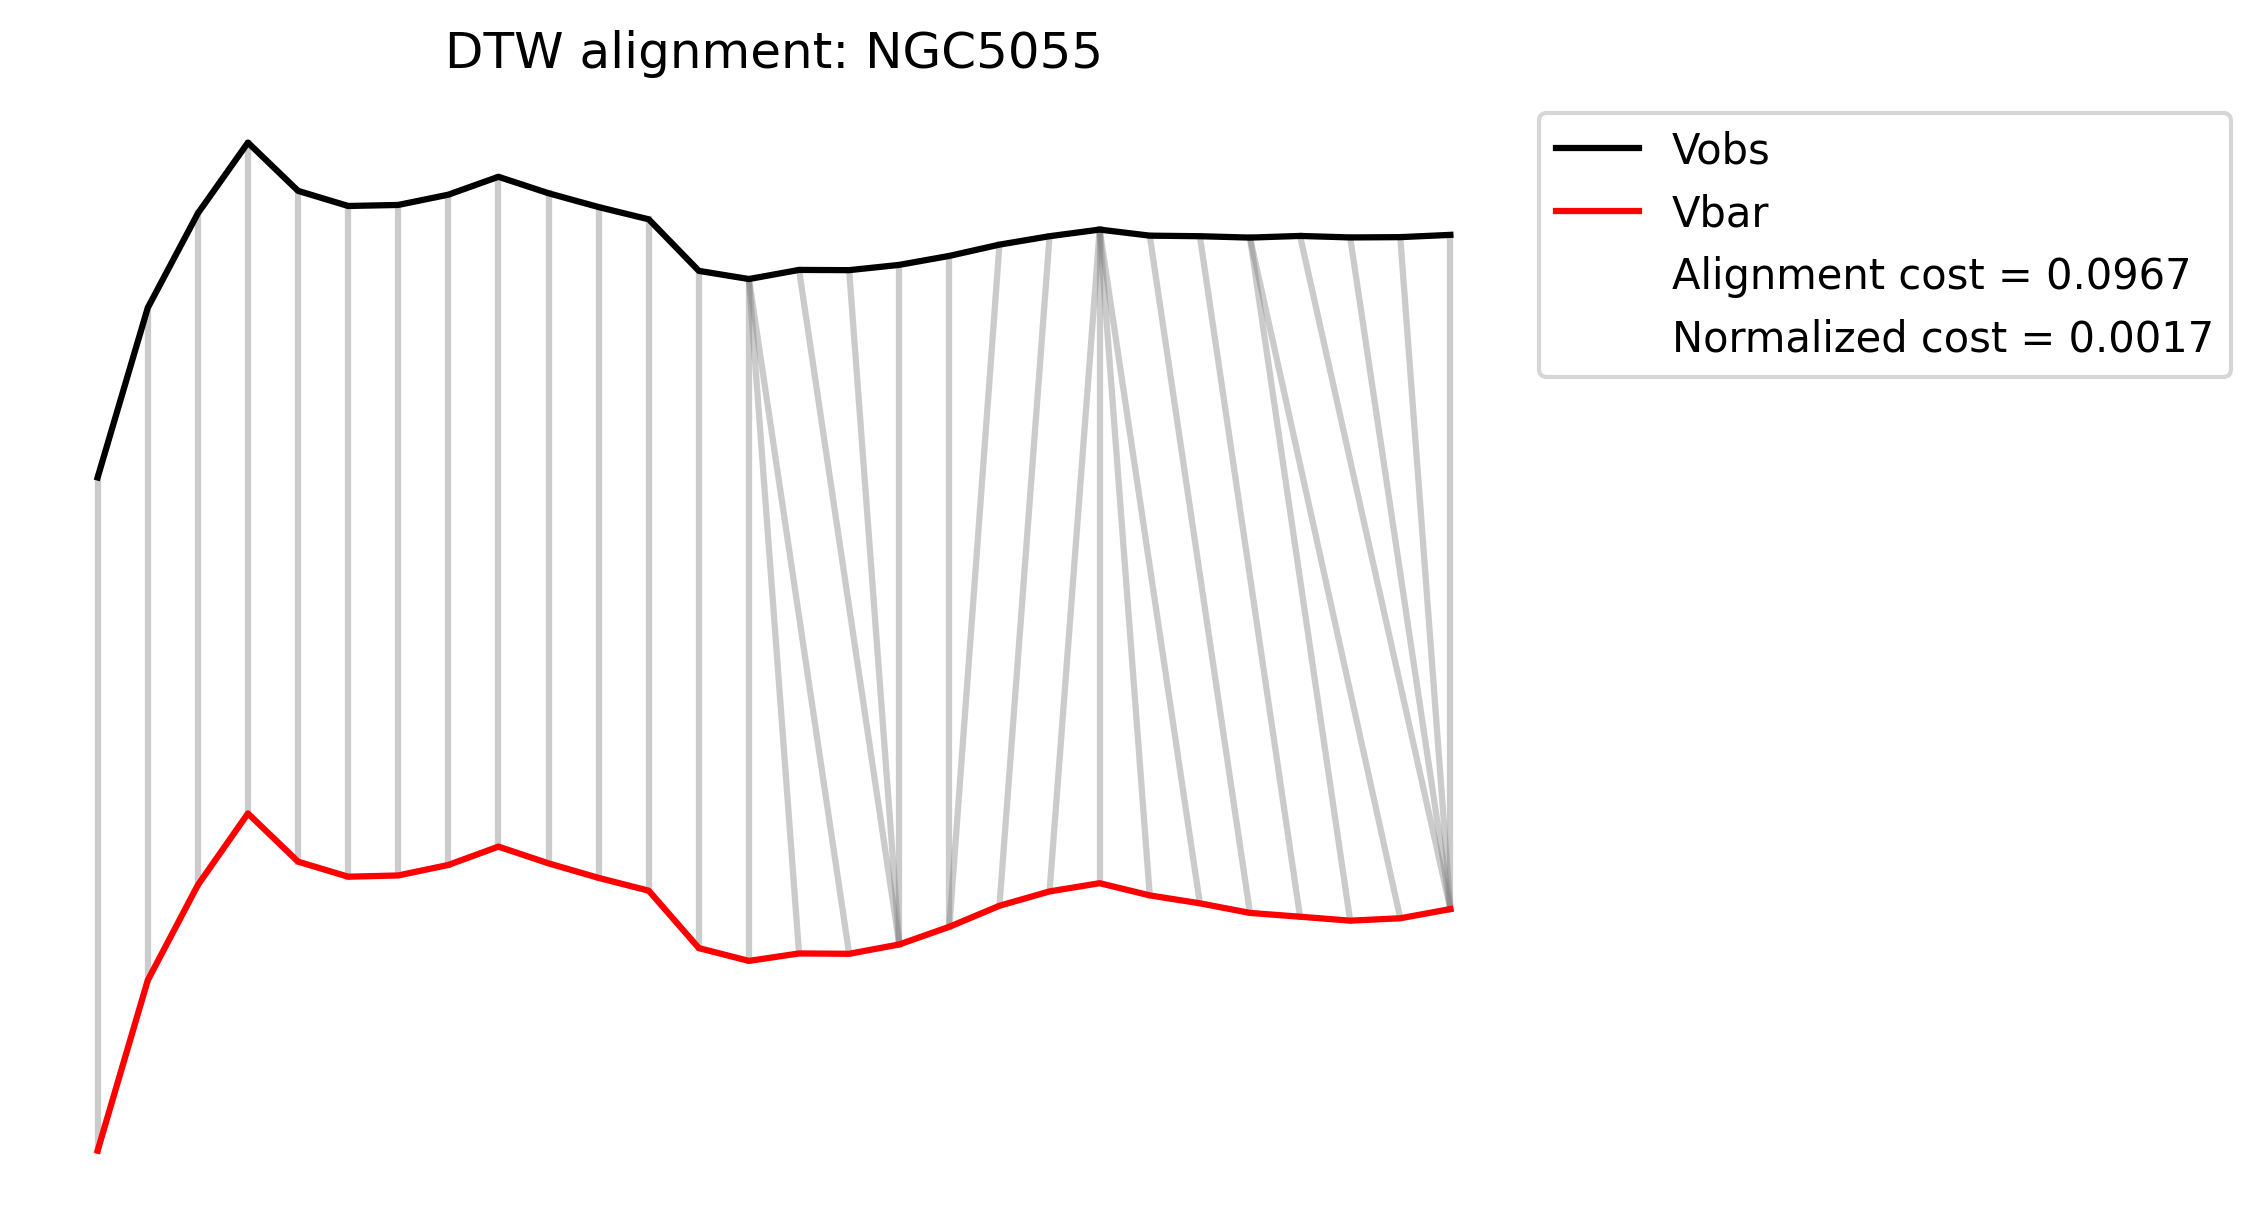 DTW alignment: NGC5055
Vobs
Vbar
Alignment cost = 0.0967
Normalized cost = 0.0017